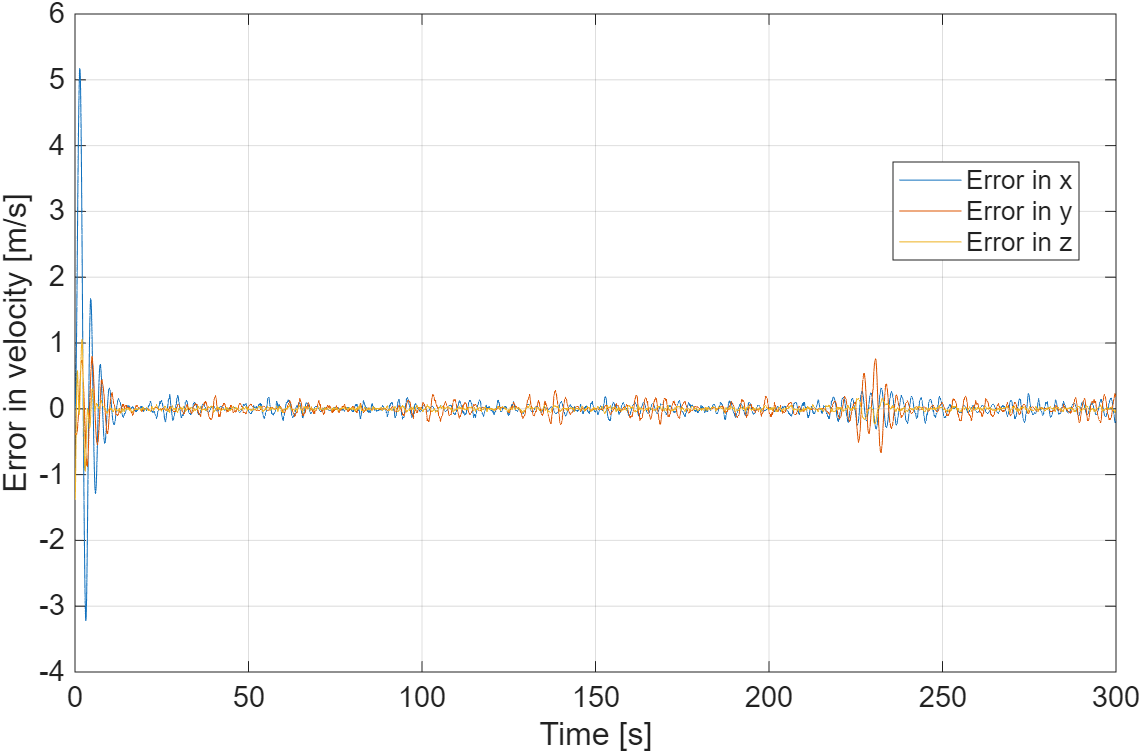 6
5
4
3
2
1
0
-1
-2
-3
-4
Error in velocity [m/s]
Error in x
Error in y
Error in z
0 50 100 150 200 250 300
Time [s]